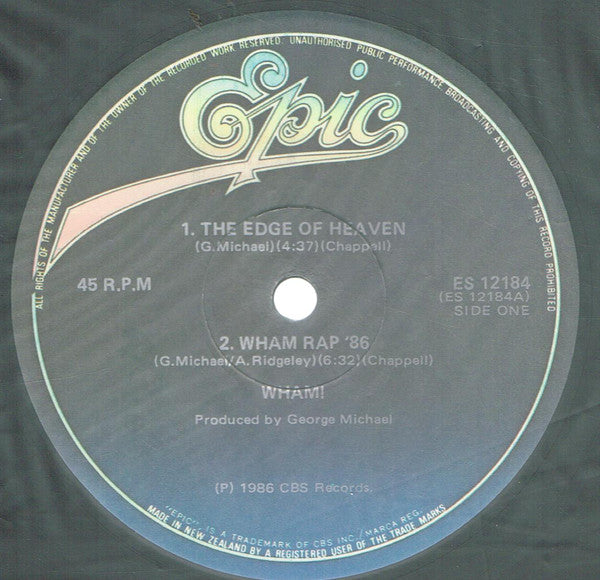 ALL RIGHTS OF THE MANUFACTURER AND OF THE OWNER OF THE RECORDED WORK RESERVED. UNAUTHORISED PUBLIC PERFORMANCE BROADCASTING AND COPYING OF THIS RECORD PROHIBITED
Epic
1. THE EDGE OF HEAVEN
(G.Michael)(4:37)(Chappell)
45 R.P.M
ES 12184
(ES 12184A)
SIDE ONE
2. WHAM RAP '86
(G.Michael/A.Ridgeley)(6:32)(Chappell)
WHAM!
Produced by George Michael
(P) 1986 CBS Records.
"EPIC", IS A TRADEMARK OF CBS INC./MARCA REG.
MADE IN NEW ZEALAND BY A REGISTERED USER OF THE TRADE MARKS